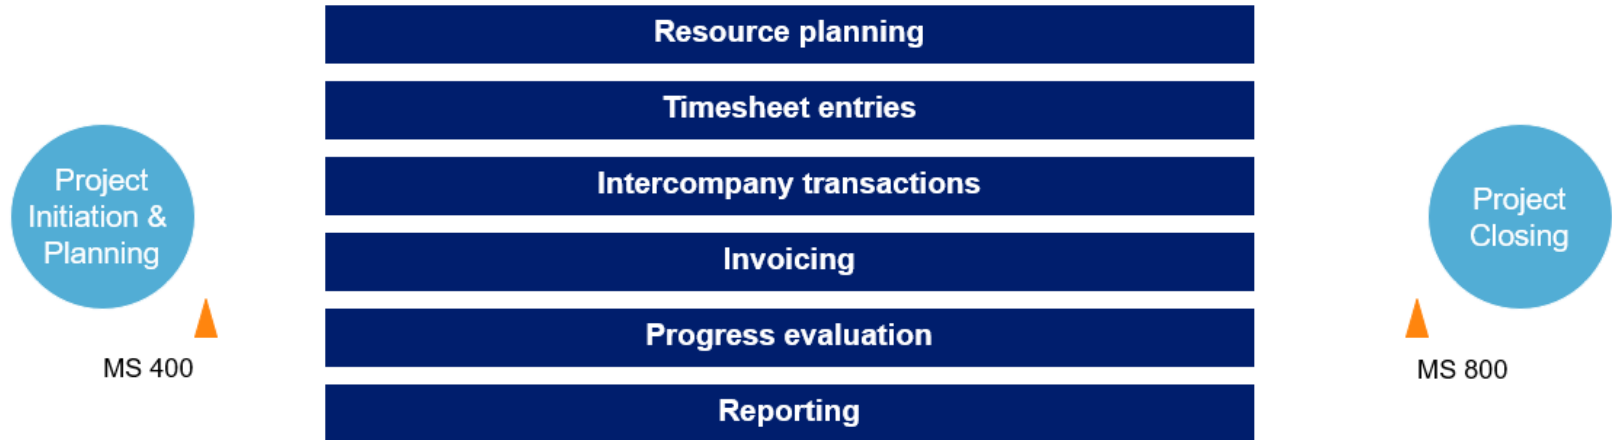 Resource planning
Timesheet entries
Project
Initiation &
Planning
Intercompany transactions
Project
Closing
Invoicing
Progress evaluation
MS 400
MS 800
Reporting